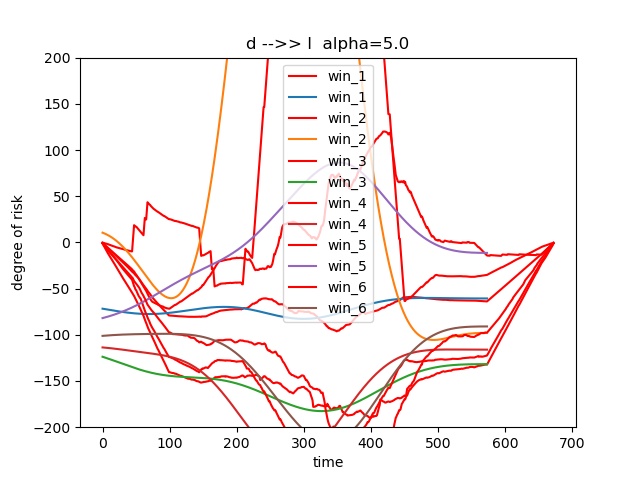 d -->> l  alpha=5.0
200
150
100
50
0
−50
−100
−150
−200
degree of risk
win_1
win_1
win_2
win_2
win_3
win_3
win_4
win_4
win_5
win_5
win_6
win_6
0 100 200 300 400 500 600 700
time